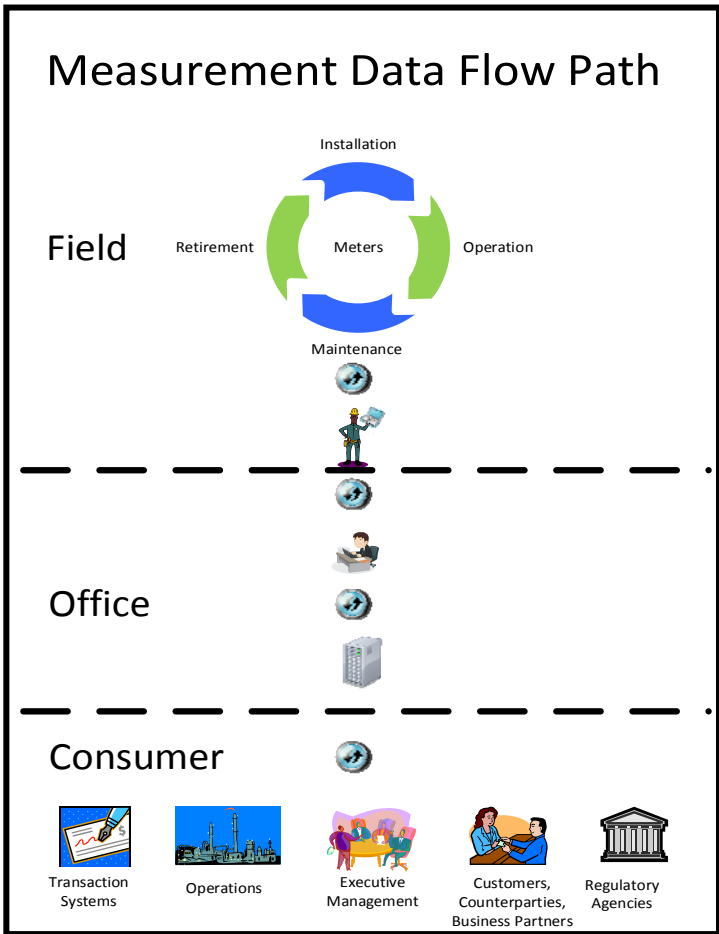 Measurement Data Flow Path
Installation
Field
Retirement
Meters
Operation
Maintenance
Office
Consumer
$
Transaction
Systems
Operations
Executive
Management
Customers,
Counterparties,
Business Partners
Regulatory
Agencies